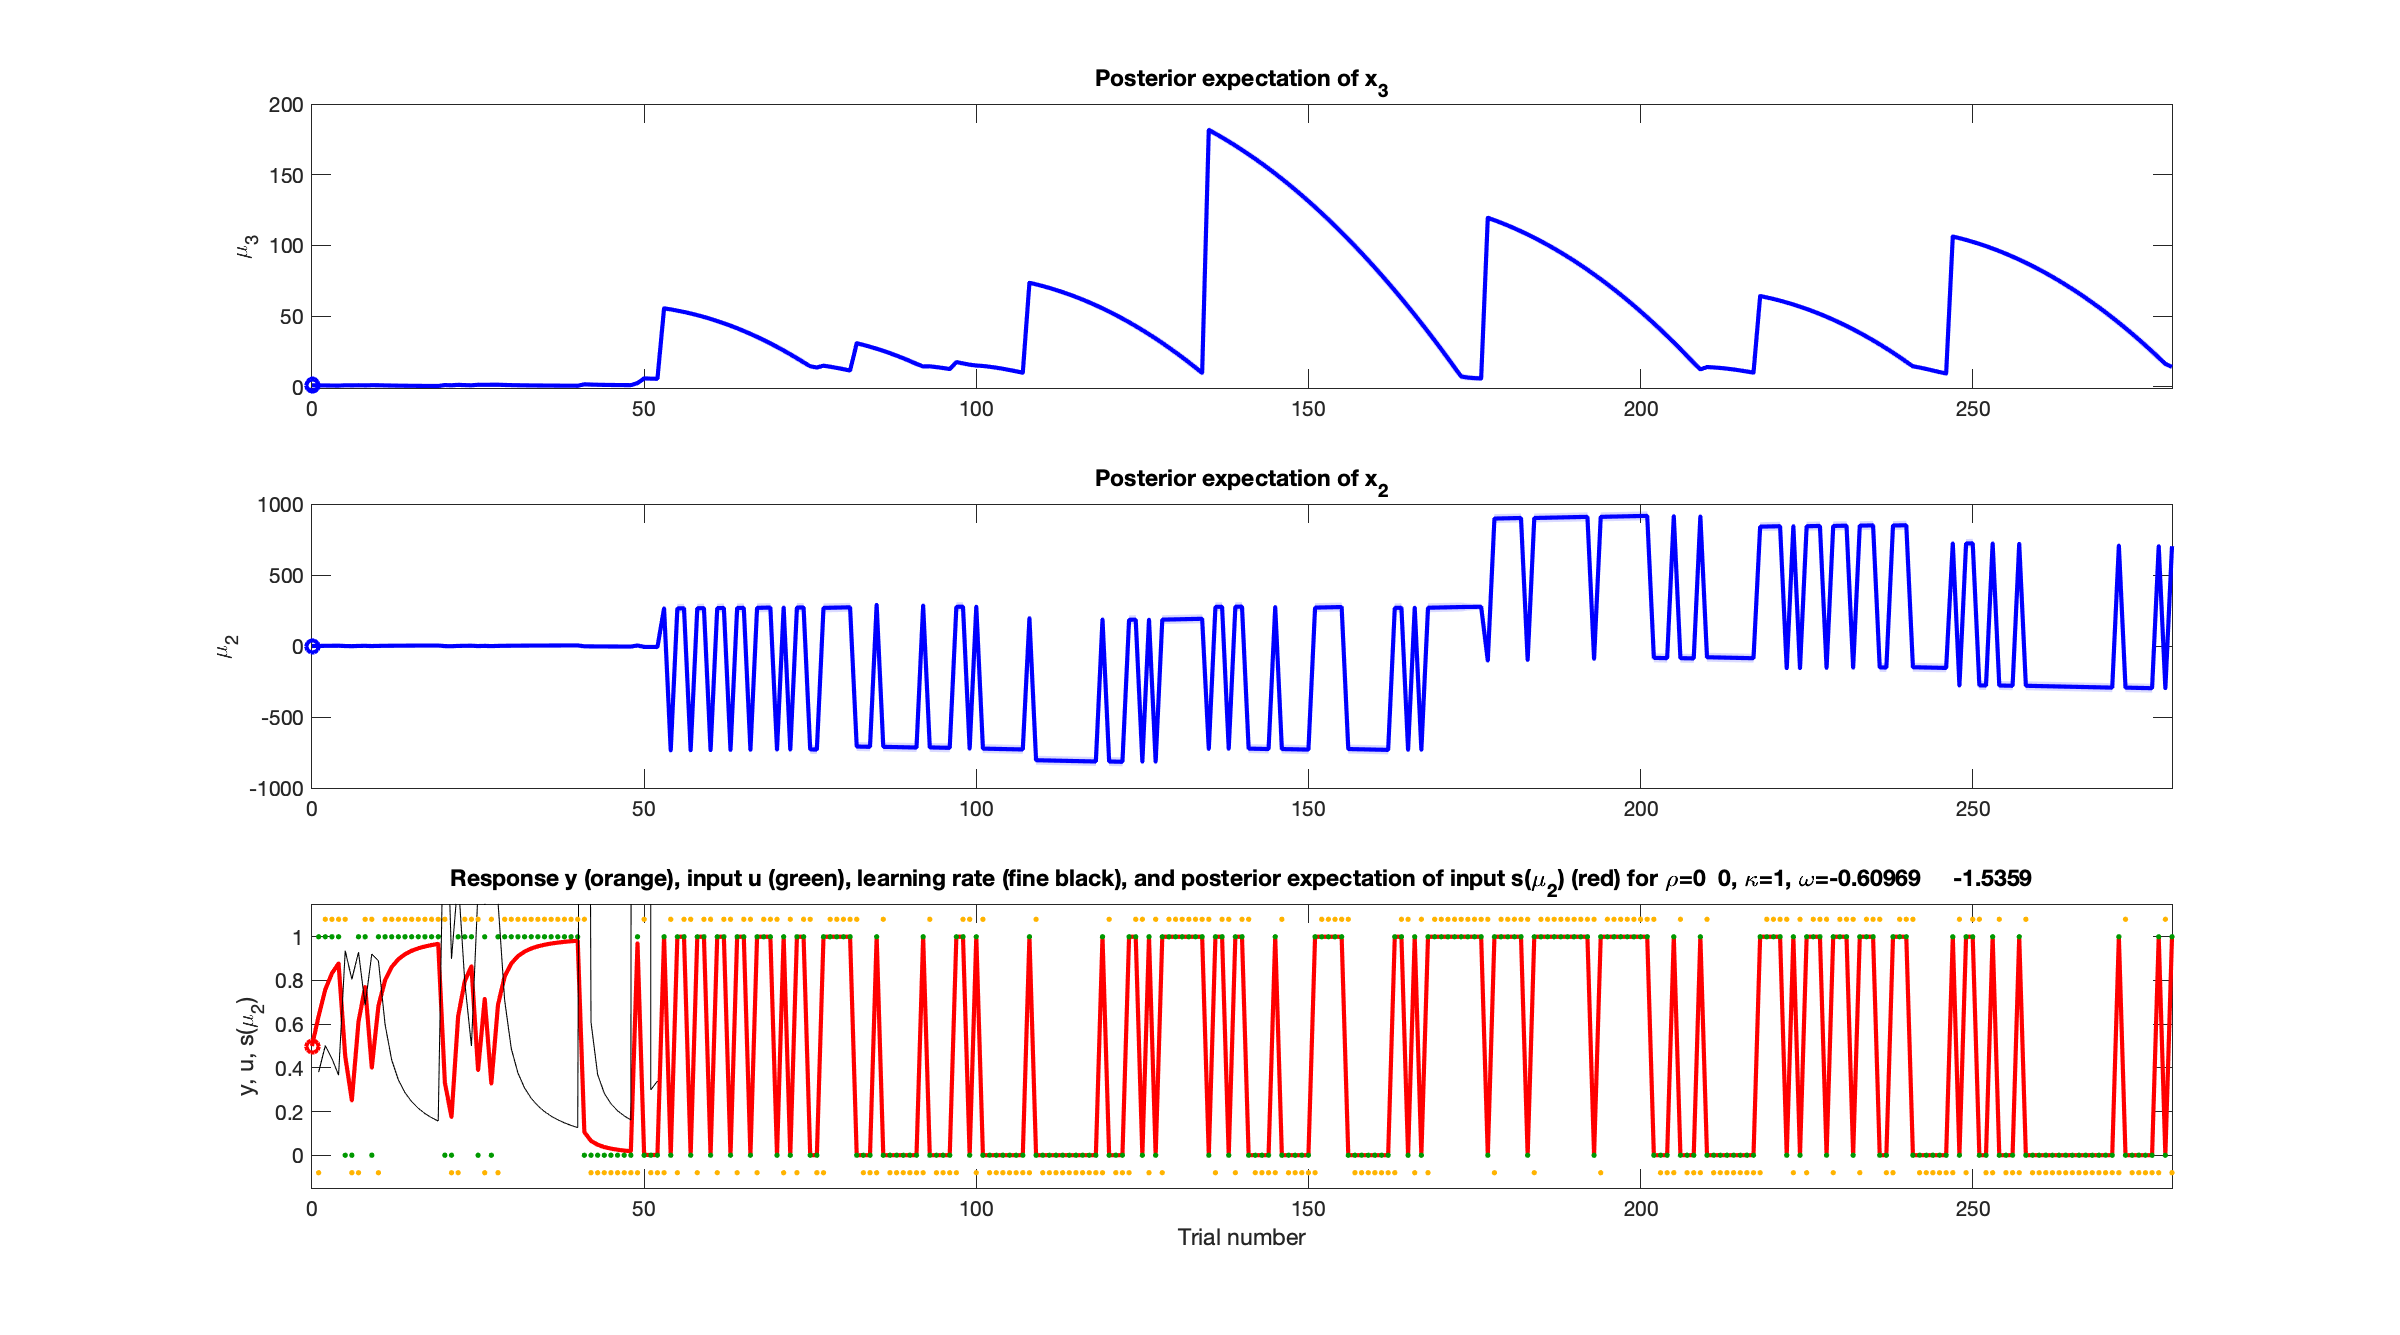 Posterior expectation of x3
200
150
100
50
0
μ3
0 50 100 150 200 250
Posterior expectation of x2
1000
500
0
-500
-1000
μ2
0 50 100 150 200 250
Response y (orange), input u (green), learning rate (fine black), and posterior expectation of input s(μ2) (red) for ρ=0 0, κ=1, ω=-0.60969 -1.5359
1
0.8
0.6
0.4
0.2
0
y, u, s(μ2)
0 50 100 150 200 250
Trial number